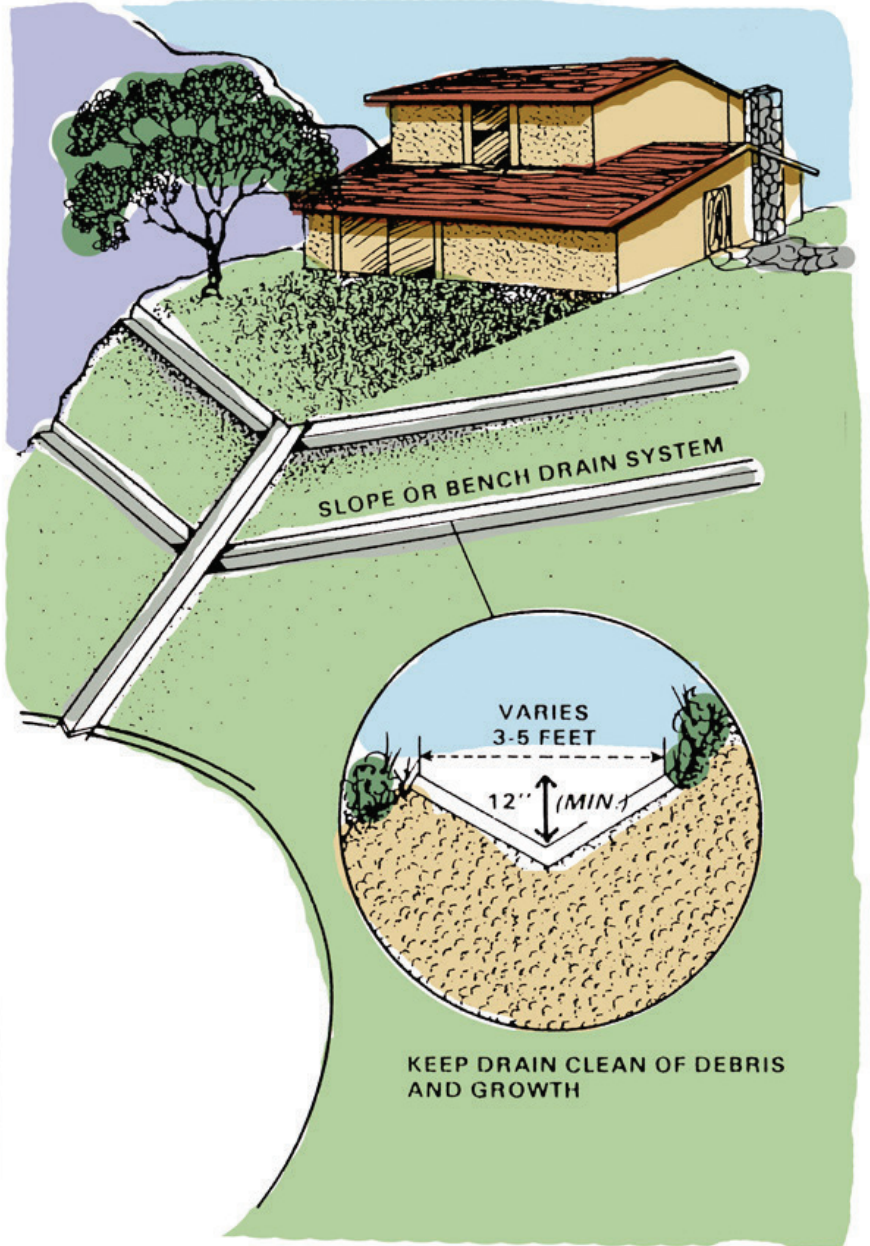 SLOPE OR BENCH DRAIN SYSTEM
VARIES
3-5 FEET
12'' (MIN.)
KEEP DRAIN CLEAN OF DEBRIS
AND GROWTH